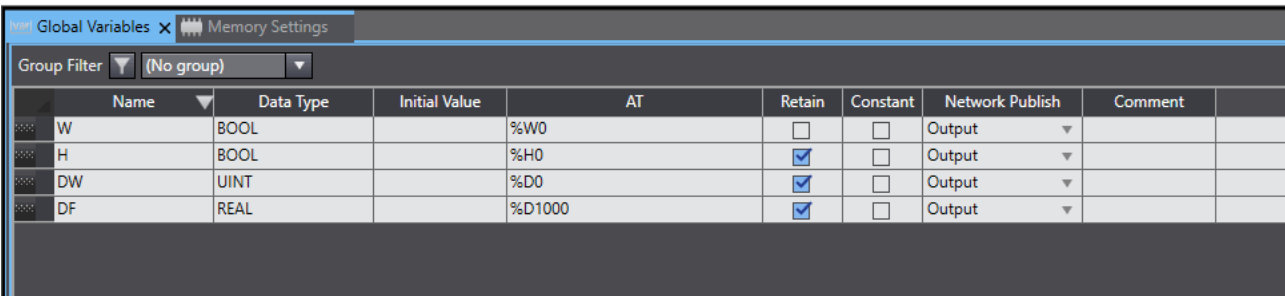 Global Variables Memory Settings
Group Filter (No group)
Name Data Type Initial Value AT Retain Constant Network Publish Comment
W BOOL %W0 Output
H BOOL %H0 Output
DW UINT %D0 Output
DF REAL %D1000 Output